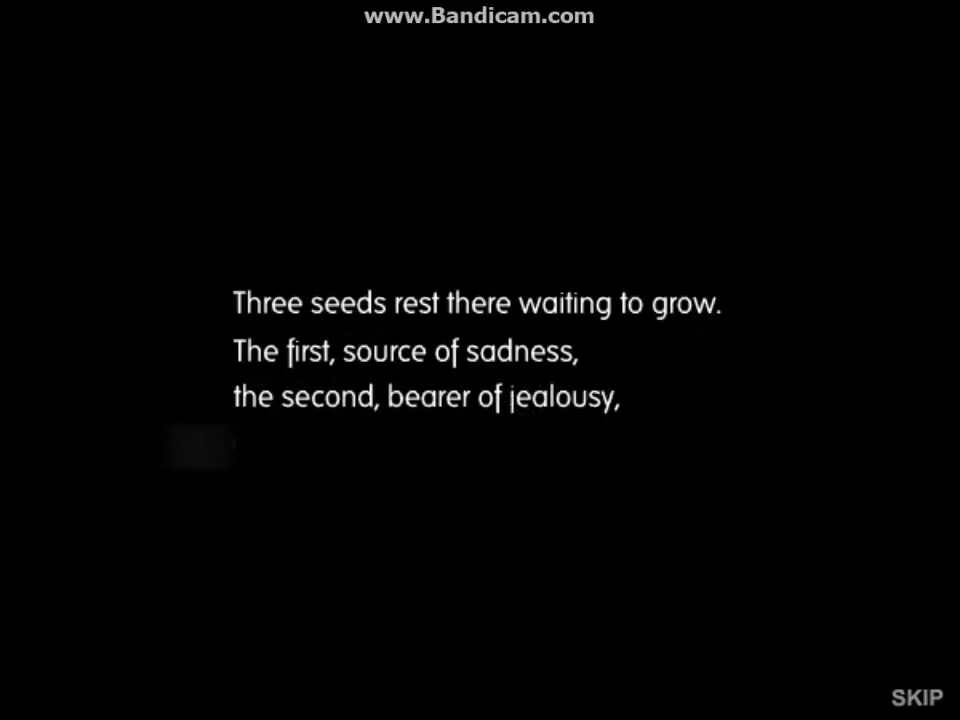 www.Bandicam.com
Three seeds rest there waiting to grow.
The first, source of sadness,
the second, bearer of jealousy,
SKIP